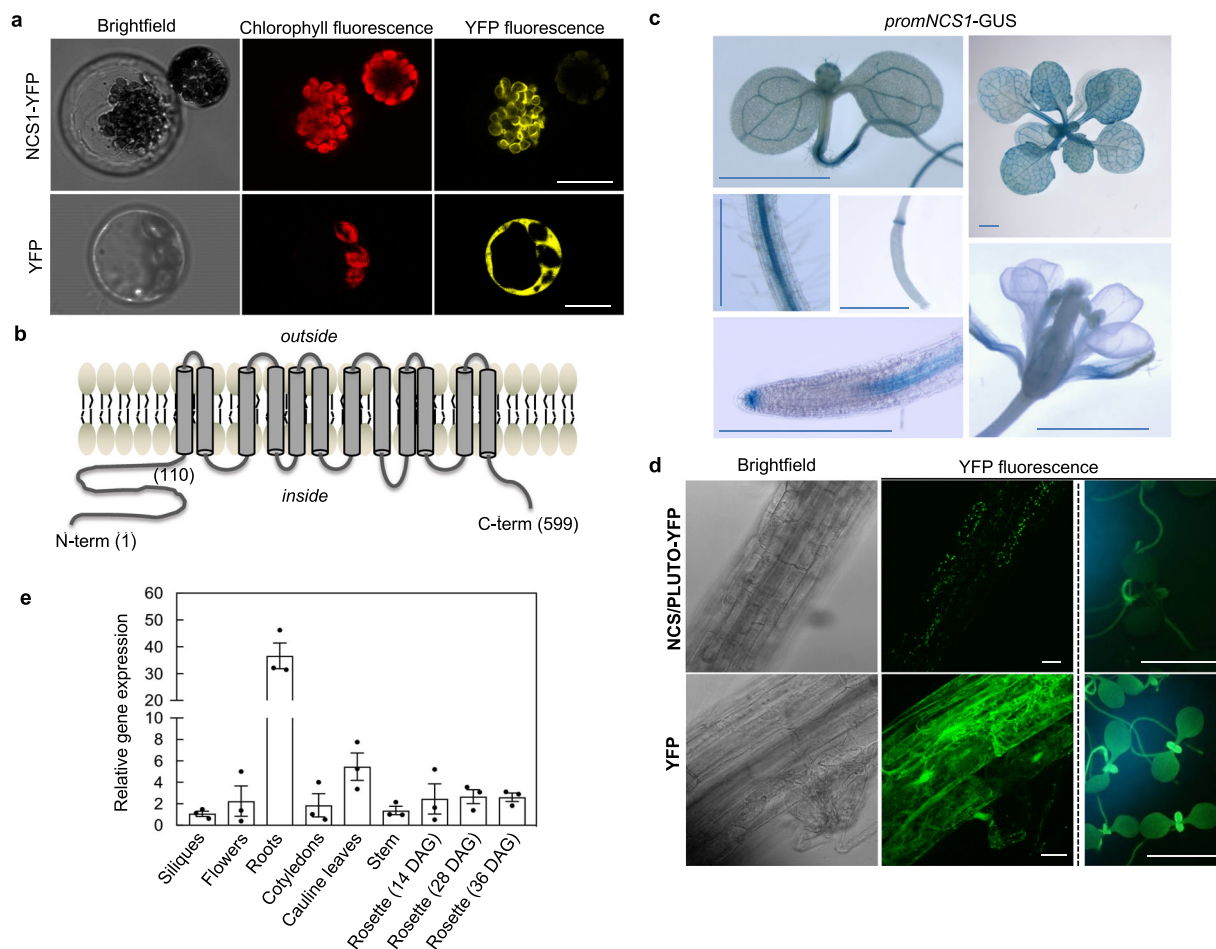 a
Brightfield
Chlorophyll fluorescence
YFP fluorescence
NCS1-YFP
YFP
b
outside
(110)
inside
N-term (1)
C-term (599)
c
promNCS1-GUS
d
Brightfield
YFP fluorescence
NCS/PLUTO-YFP
YFP
e
Relative gene expression
60
50
40
30
20
10
8
6
4
2
0
Siliques
Flowers
Roots
Cotyledons
Cauline leaves
Stem
Rosette (14 DAG)
Rosette (28 DAG)
Rosette (36 DAG)